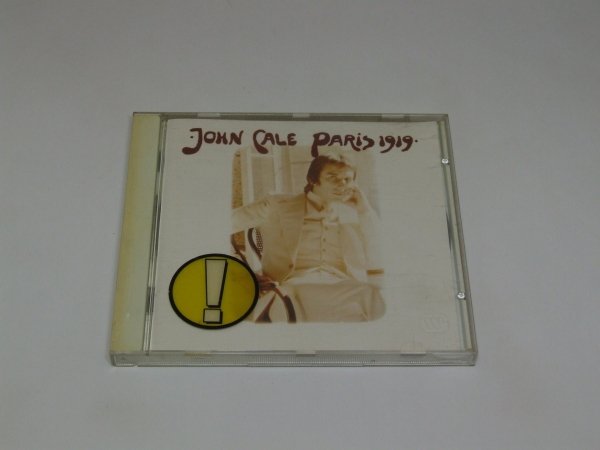 ·JOHN CALE PARIS 1919·
!